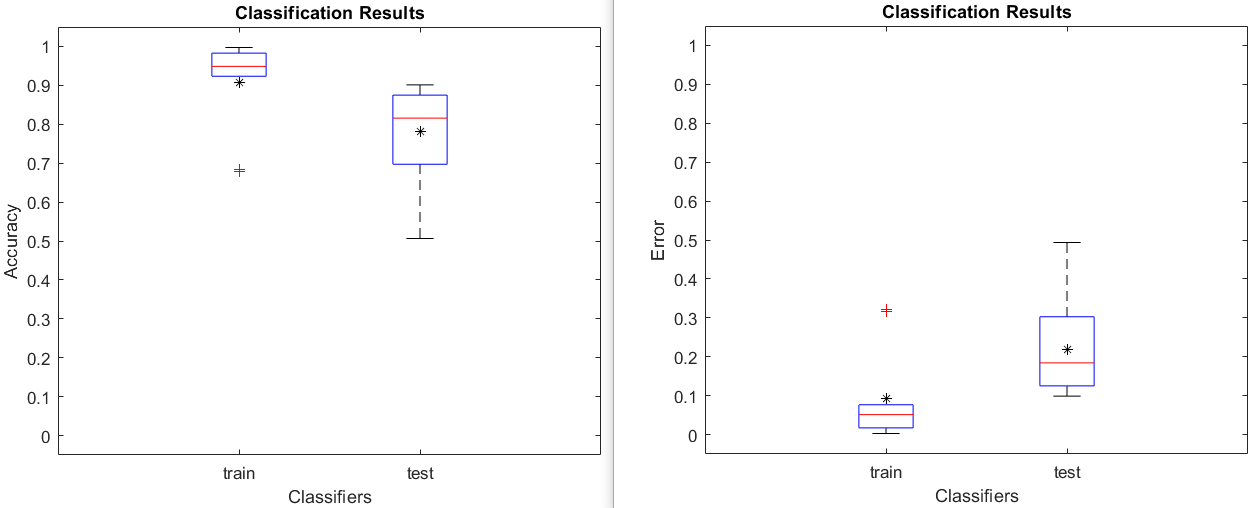 Classification Results
1
0.9
0.8
0.7
0.6
0.5
0.4
0.3
0.2
0.1
0
Accuracy
train test
Classifiers
Classification Results
1
0.9
0.8
0.7
0.6
0.5
0.4
0.3
0.2
0.1
0
Error
train test
Classifiers